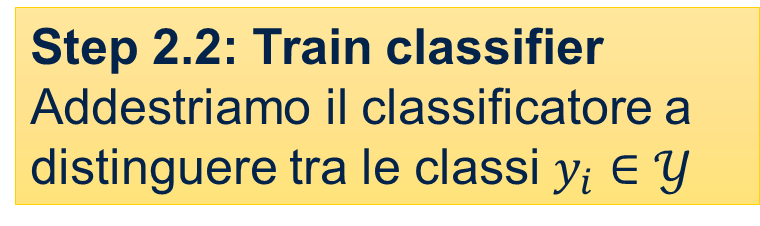 Step 2.2: Train classifier
Addestriamo il classificatore a
distinguere tra le classi 𝑦ᵢ ∈ 𝒴